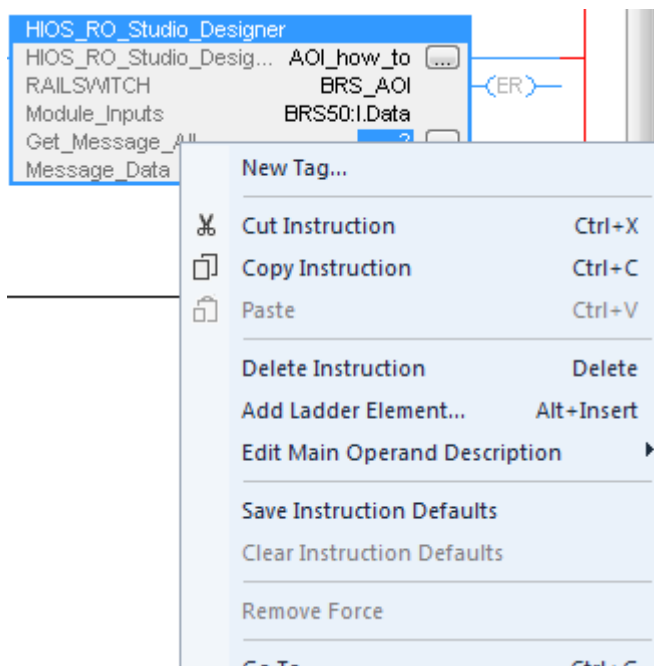 HIOS_RO_Studio_Designer
HIOS_RO_Studio_Desig... AOI_how_to ...
RAILSWITCH BRS_AOI
ER
Module_Inputs BRS50:I.Data
Get_Message_All ?
Message_Data
New Tag...
Cut Instruction Ctrl+X
Copy Instruction Ctrl+C
Paste Ctrl+V
Delete Instruction Delete
Add Ladder Element... Alt+Insert
Edit Main Operand Description
Save Instruction Defaults
Clear Instruction Defaults
Remove Force